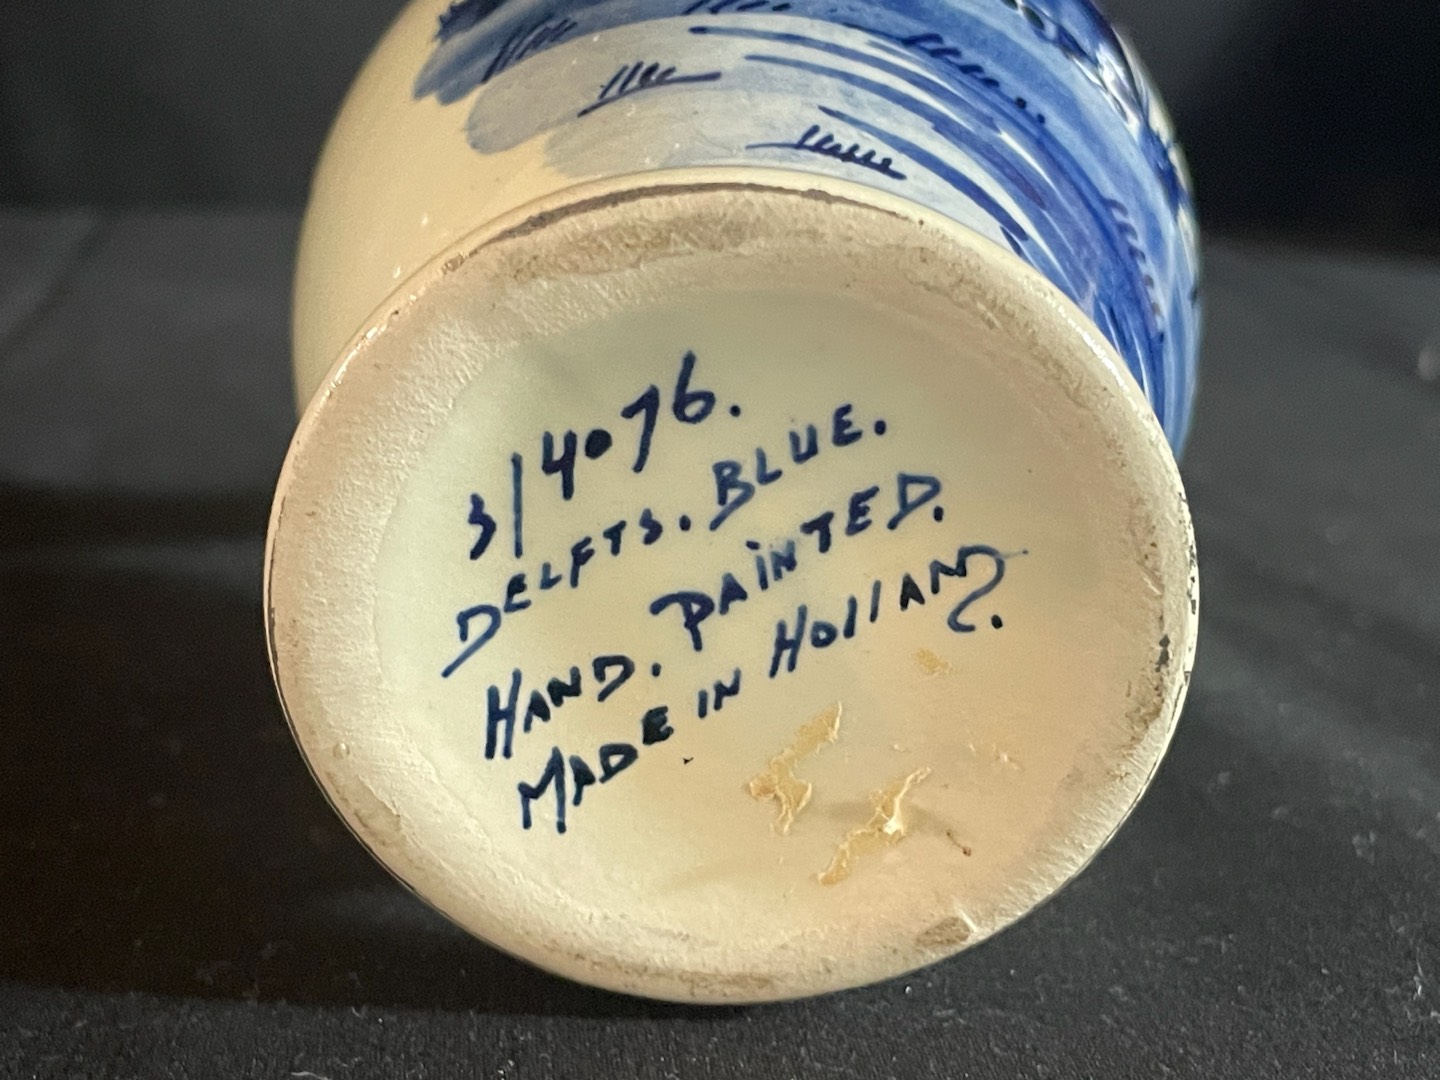 3/4076.
DELFTS. BLUE.
HAND. PAINTED.
MADE IN HOLLAND.